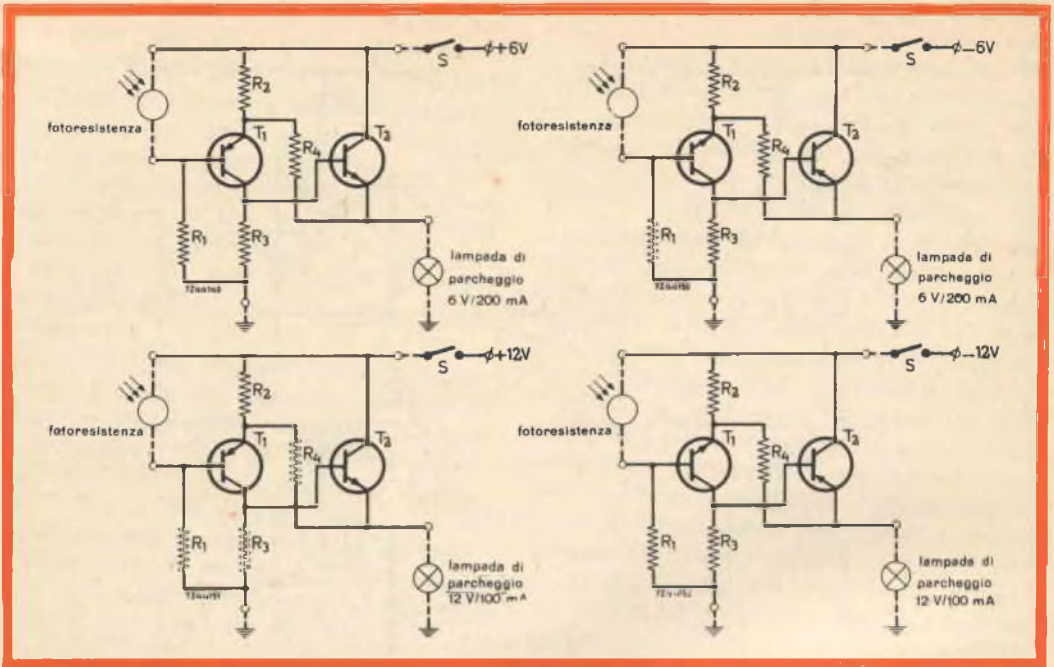 +6V
S
R2
fotoresistenza
T1
R4
T2
R1
R3
lampada di
parcheggio
6 V/200 mA
-6V
S
R2
fotoresistenza
T1
R4
T2
R1
R3
lampada di
parcheggio
6 V/200 mA
+12V
S
R2
fotoresistenza
T1
R4
T2
R1
R3
lampada di
parcheggio
12 V/100 mA
-12V
S
R2
fotoresistenza
T1
R4
T2
R1
R3
lampada di
parcheggio
12 V/100 mA